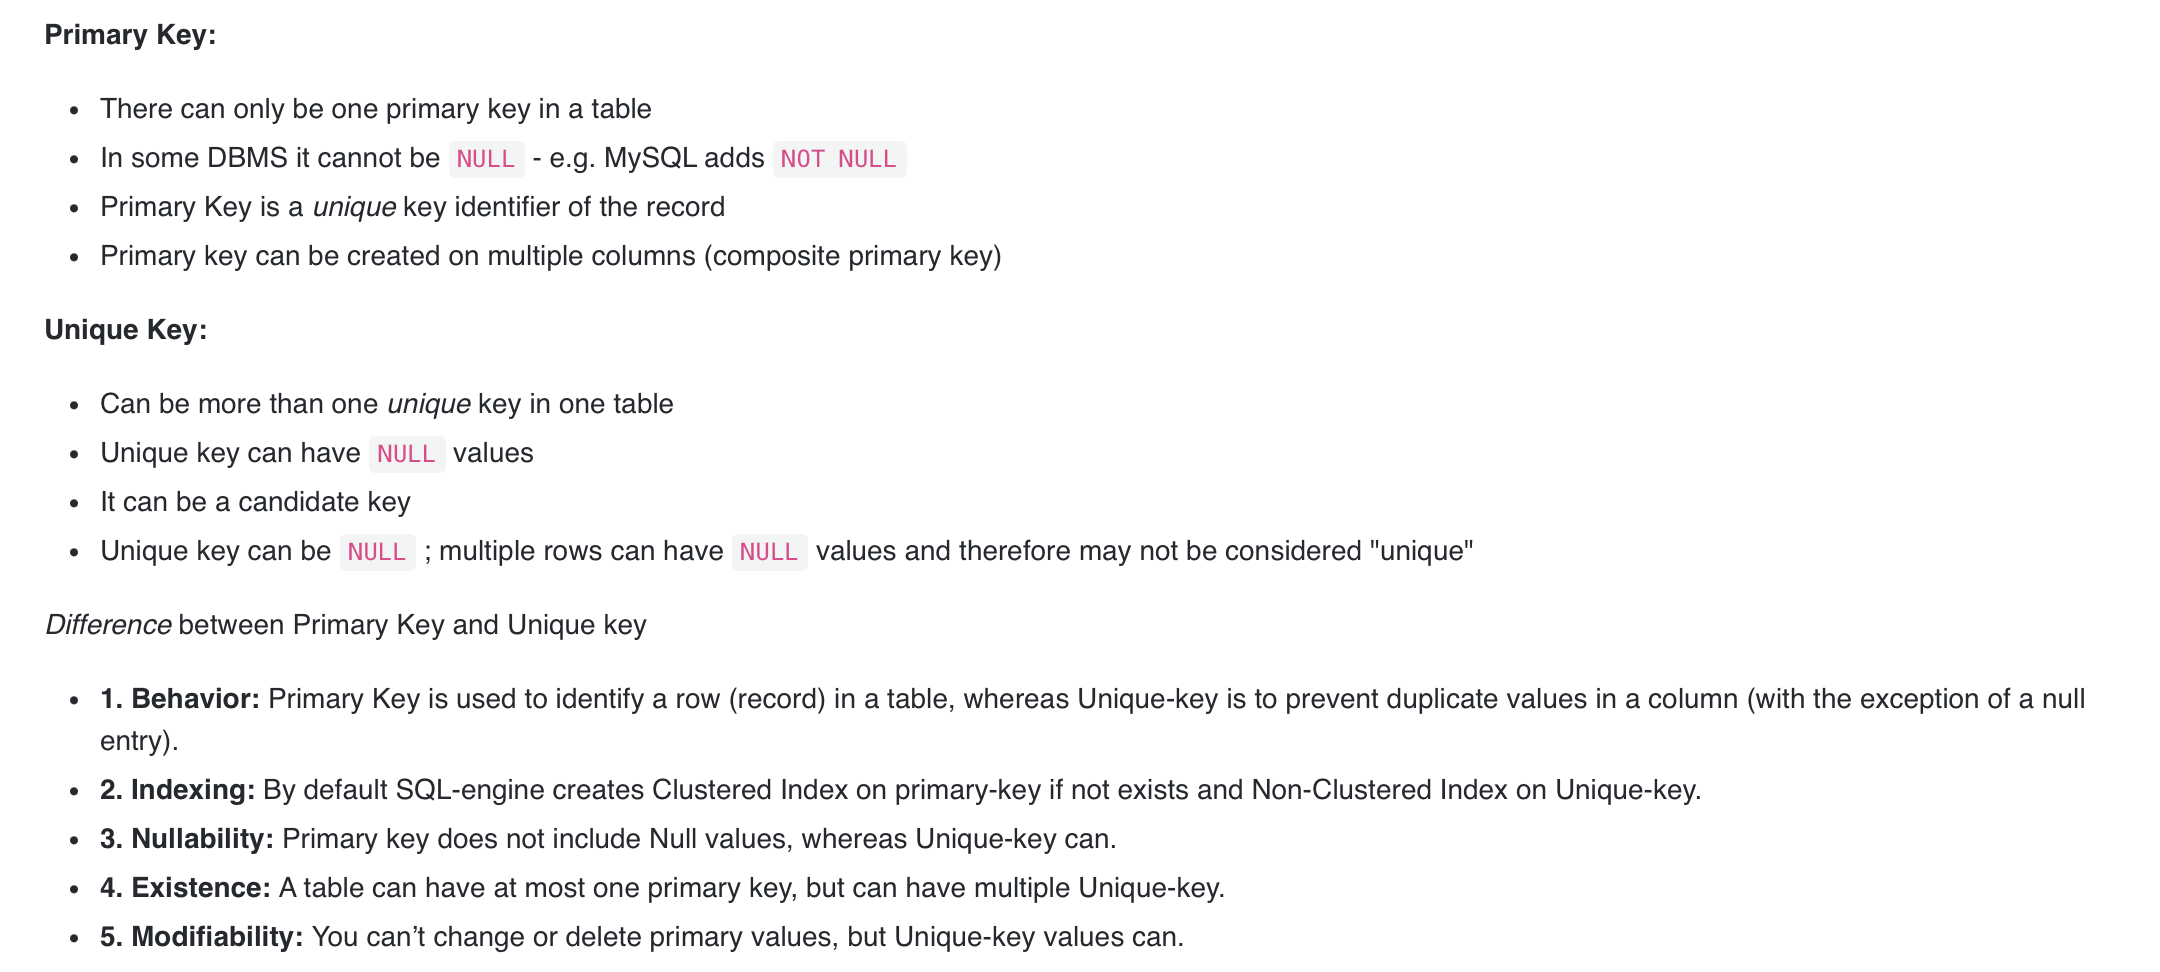 Primary Key:
There can only be one primary key in a table
In some DBMS it cannot be NULL - e.g. MySQL adds NOT NULL
Primary Key is a unique key identifier of the record
Primary key can be created on multiple columns (composite primary key)
Unique Key:
Can be more than one unique key in one table
Unique key can have NULL values
It can be a candidate key
Unique key can be NULL ; multiple rows can have NULL values and therefore may not be considered "unique"
Difference between Primary Key and Unique key
1. Behavior: Primary Key is used to identify a row (record) in a table, whereas Unique-key is to prevent duplicate values in a column (with the exception of a null
entry).
2. Indexing: By default SQL-engine creates Clustered Index on primary-key if not exists and Non-Clustered Index on Unique-key.
3. Nullability: Primary key does not include Null values, whereas Unique-key can.
4. Existence: A table can have at most one primary key, but can have multiple Unique-key.
5. Modifiability: You can’t change or delete primary values, but Unique-key values can.